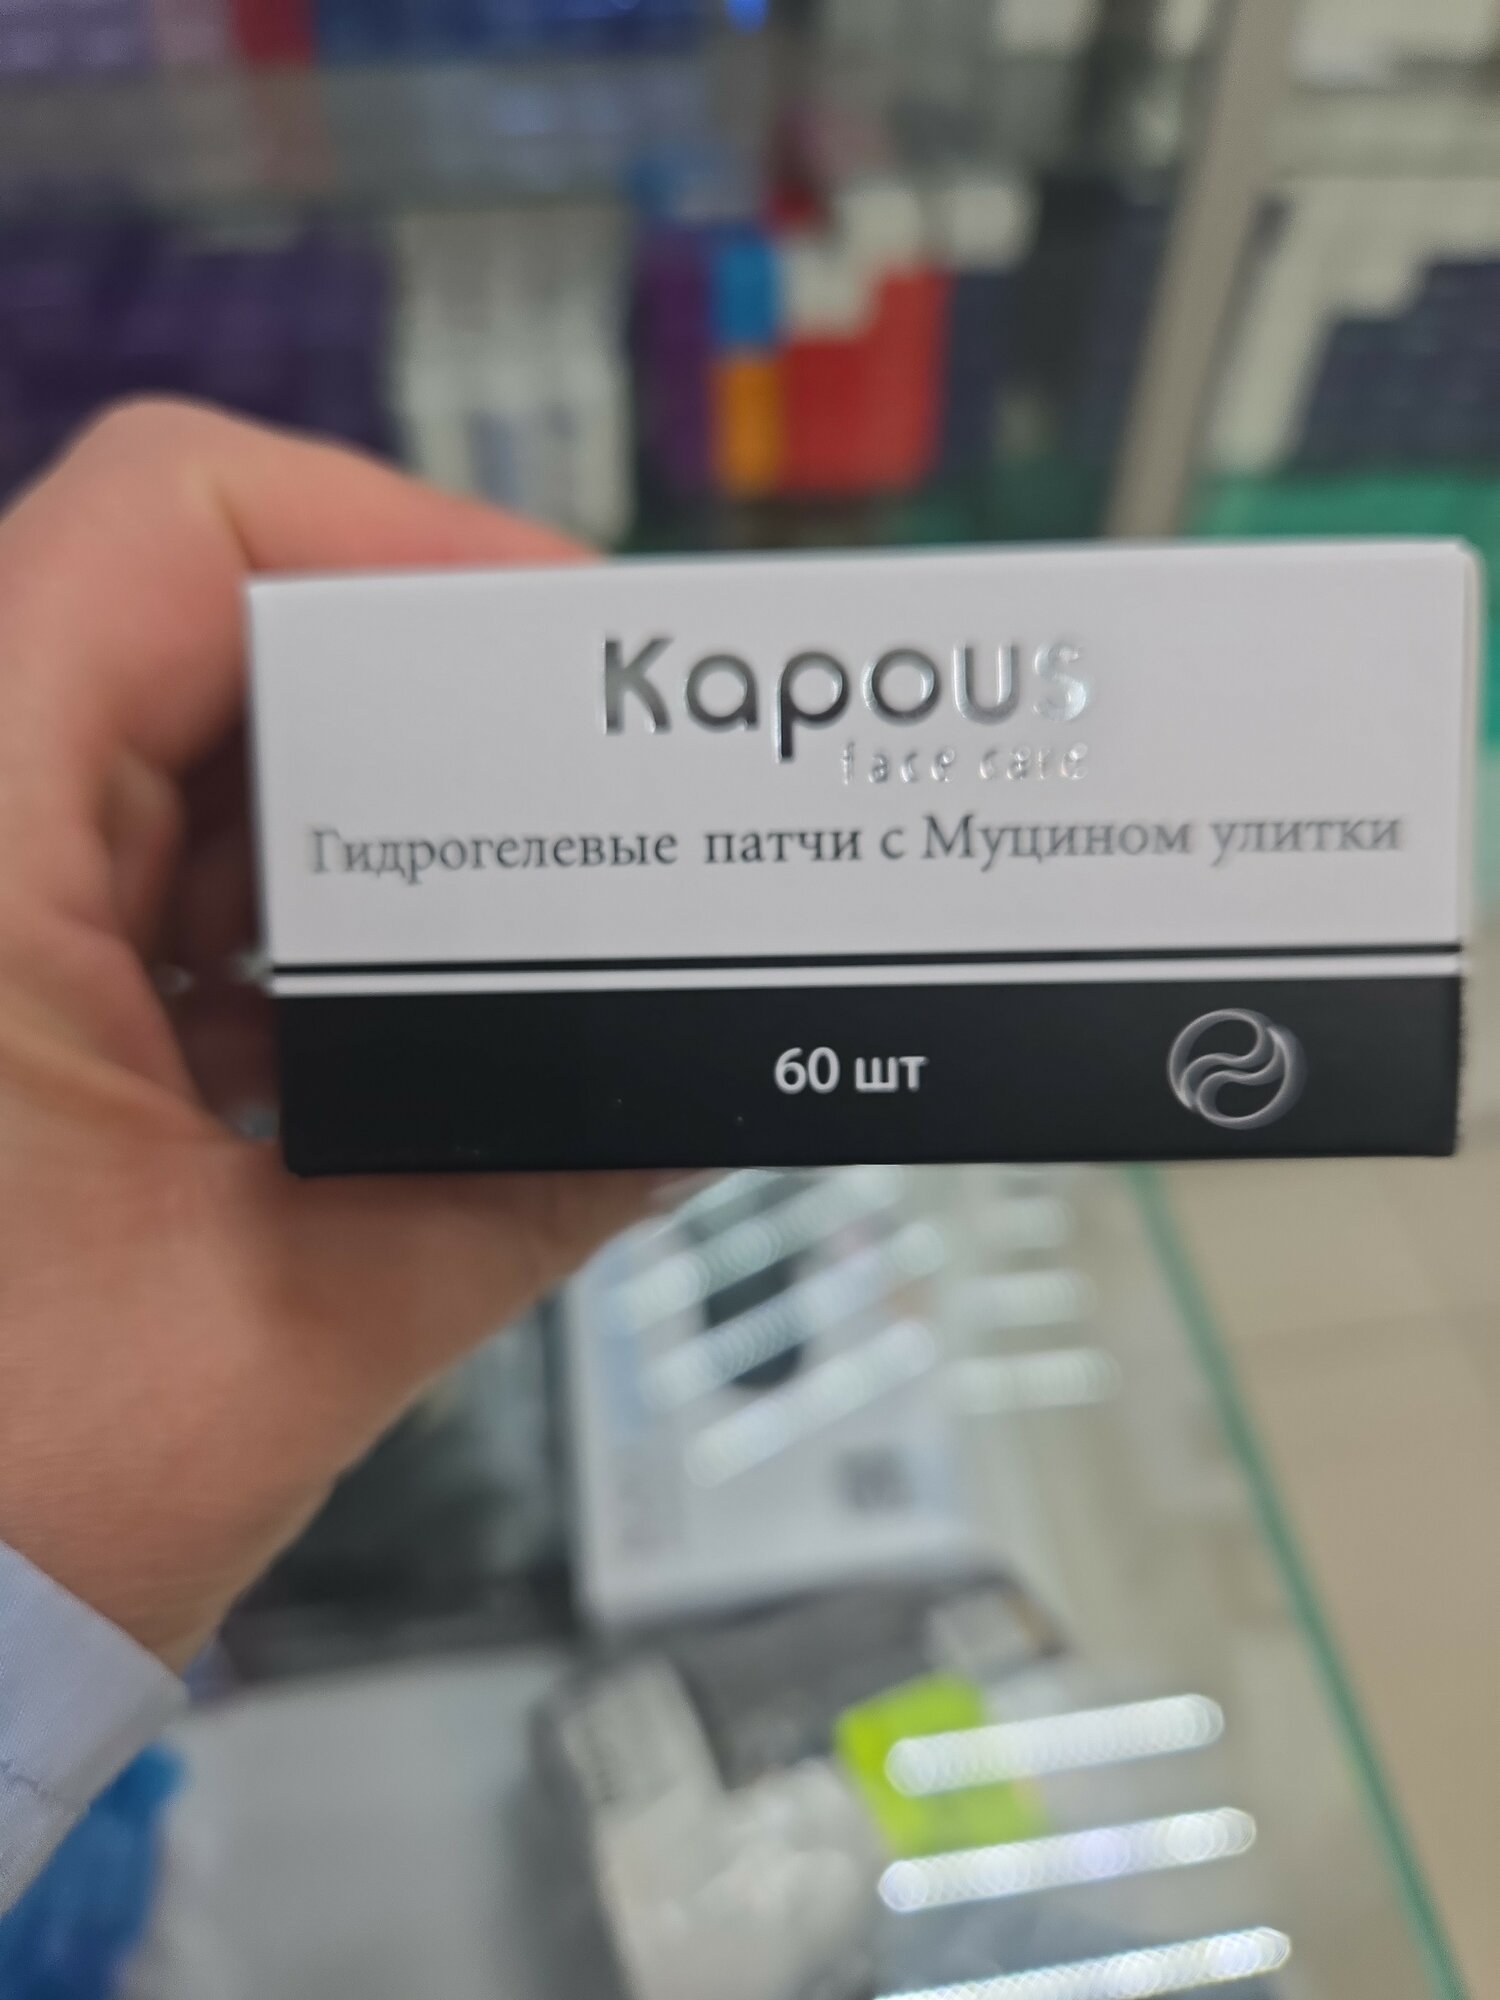 Kapous
face care
Гидрогелевые патчи с Муцином улитки
60 шт